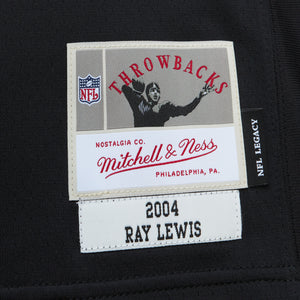 THROWBACKS
NFL
NOSTALGIA CO.
Mitchell & Ness
PHILADELPHIA, PA.
NFL LEGACY
2004
RAY LEWIS